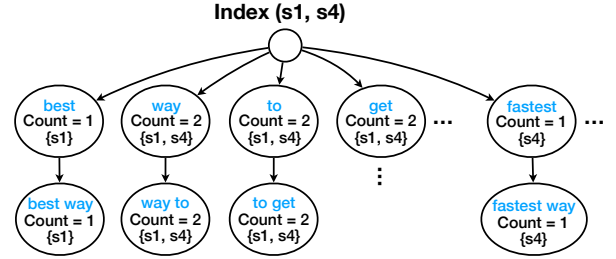 Index (s1, s4)
best
Count = 1
{s1}
way
Count = 2
{s1, s4}
to
Count = 2
{s1, s4}
get
Count = 2
{s1, s4}
...
fastest
Count = 1
{s4}
...
best way
Count = 1
{s1}
way to
Count = 2
{s1, s4}
to get
Count = 2
{s1, s4}
fastest way
Count = 1
{s4}